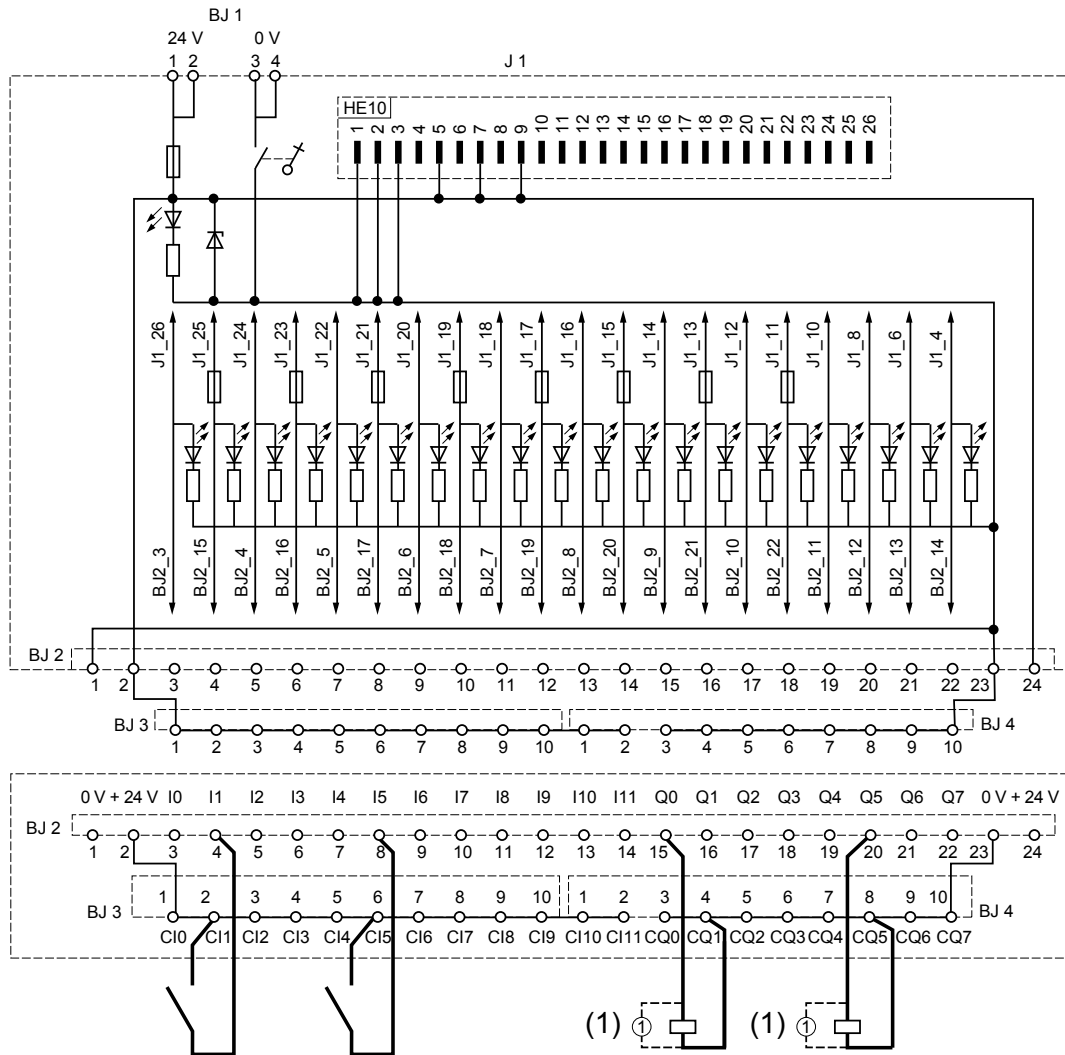 BJ 1
24 V 0 V
1 2 3 4 J 1
HE10
1 2 3 4 5 6 7 8 9 10 11 12 13 14 15 16 17 18 19 20 21 22 23 24 25 26
J1_26 J1_25 J1_24 J1_23 J1_22 J1_21 J1_20 J1_19 J1_18 J1_17 J1_16 J1_15 J1_14 J1_13 J1_12 J1_11 J1_10 J1_8 J1_6 J1_4
BJ2_3 BJ2_15 BJ2_4 BJ2_16 BJ2_5 BJ2_17 BJ2_6 BJ2_18 BJ2_7 BJ2_19 BJ2_8 BJ2_20 BJ2_9 BJ2_21 BJ2_10 BJ2_22 BJ2_11 BJ2_12 BJ2_13 BJ2_14
BJ 2
1 2 3 4 5 6 7 8 9 10 11 12 13 14 15 16 17 18 19 20 21 22 23 24
BJ 3 BJ 4
1 2 3 4 5 6 7 8 9 10 1 2 3 4 5 6 7 8 9 10
0 V + 24 V I0 I1 I2 I3 I4 I5 I6 I7 I8 I9 I10 I11 Q0 Q1 Q2 Q3 Q4 Q5 Q6 Q7 0 V + 24 V
BJ 2
1 2 3 4 5 6 7 8 9 10 11 12 13 14 15 16 17 18 19 20 21 22 23 24
1 2 3 4 5 6 7 8 9 10 1 2 3 4 5 6 7 8 9 10
BJ 3 BJ 4
CI0 CI1 CI2 CI3 CI4 CI5 CI6 CI7 CI8 CI9 CI10 CI11 CQ0 CQ1 CQ2 CQ3 CQ4 CQ5 CQ6 CQ7
(1) 1 (1) 1